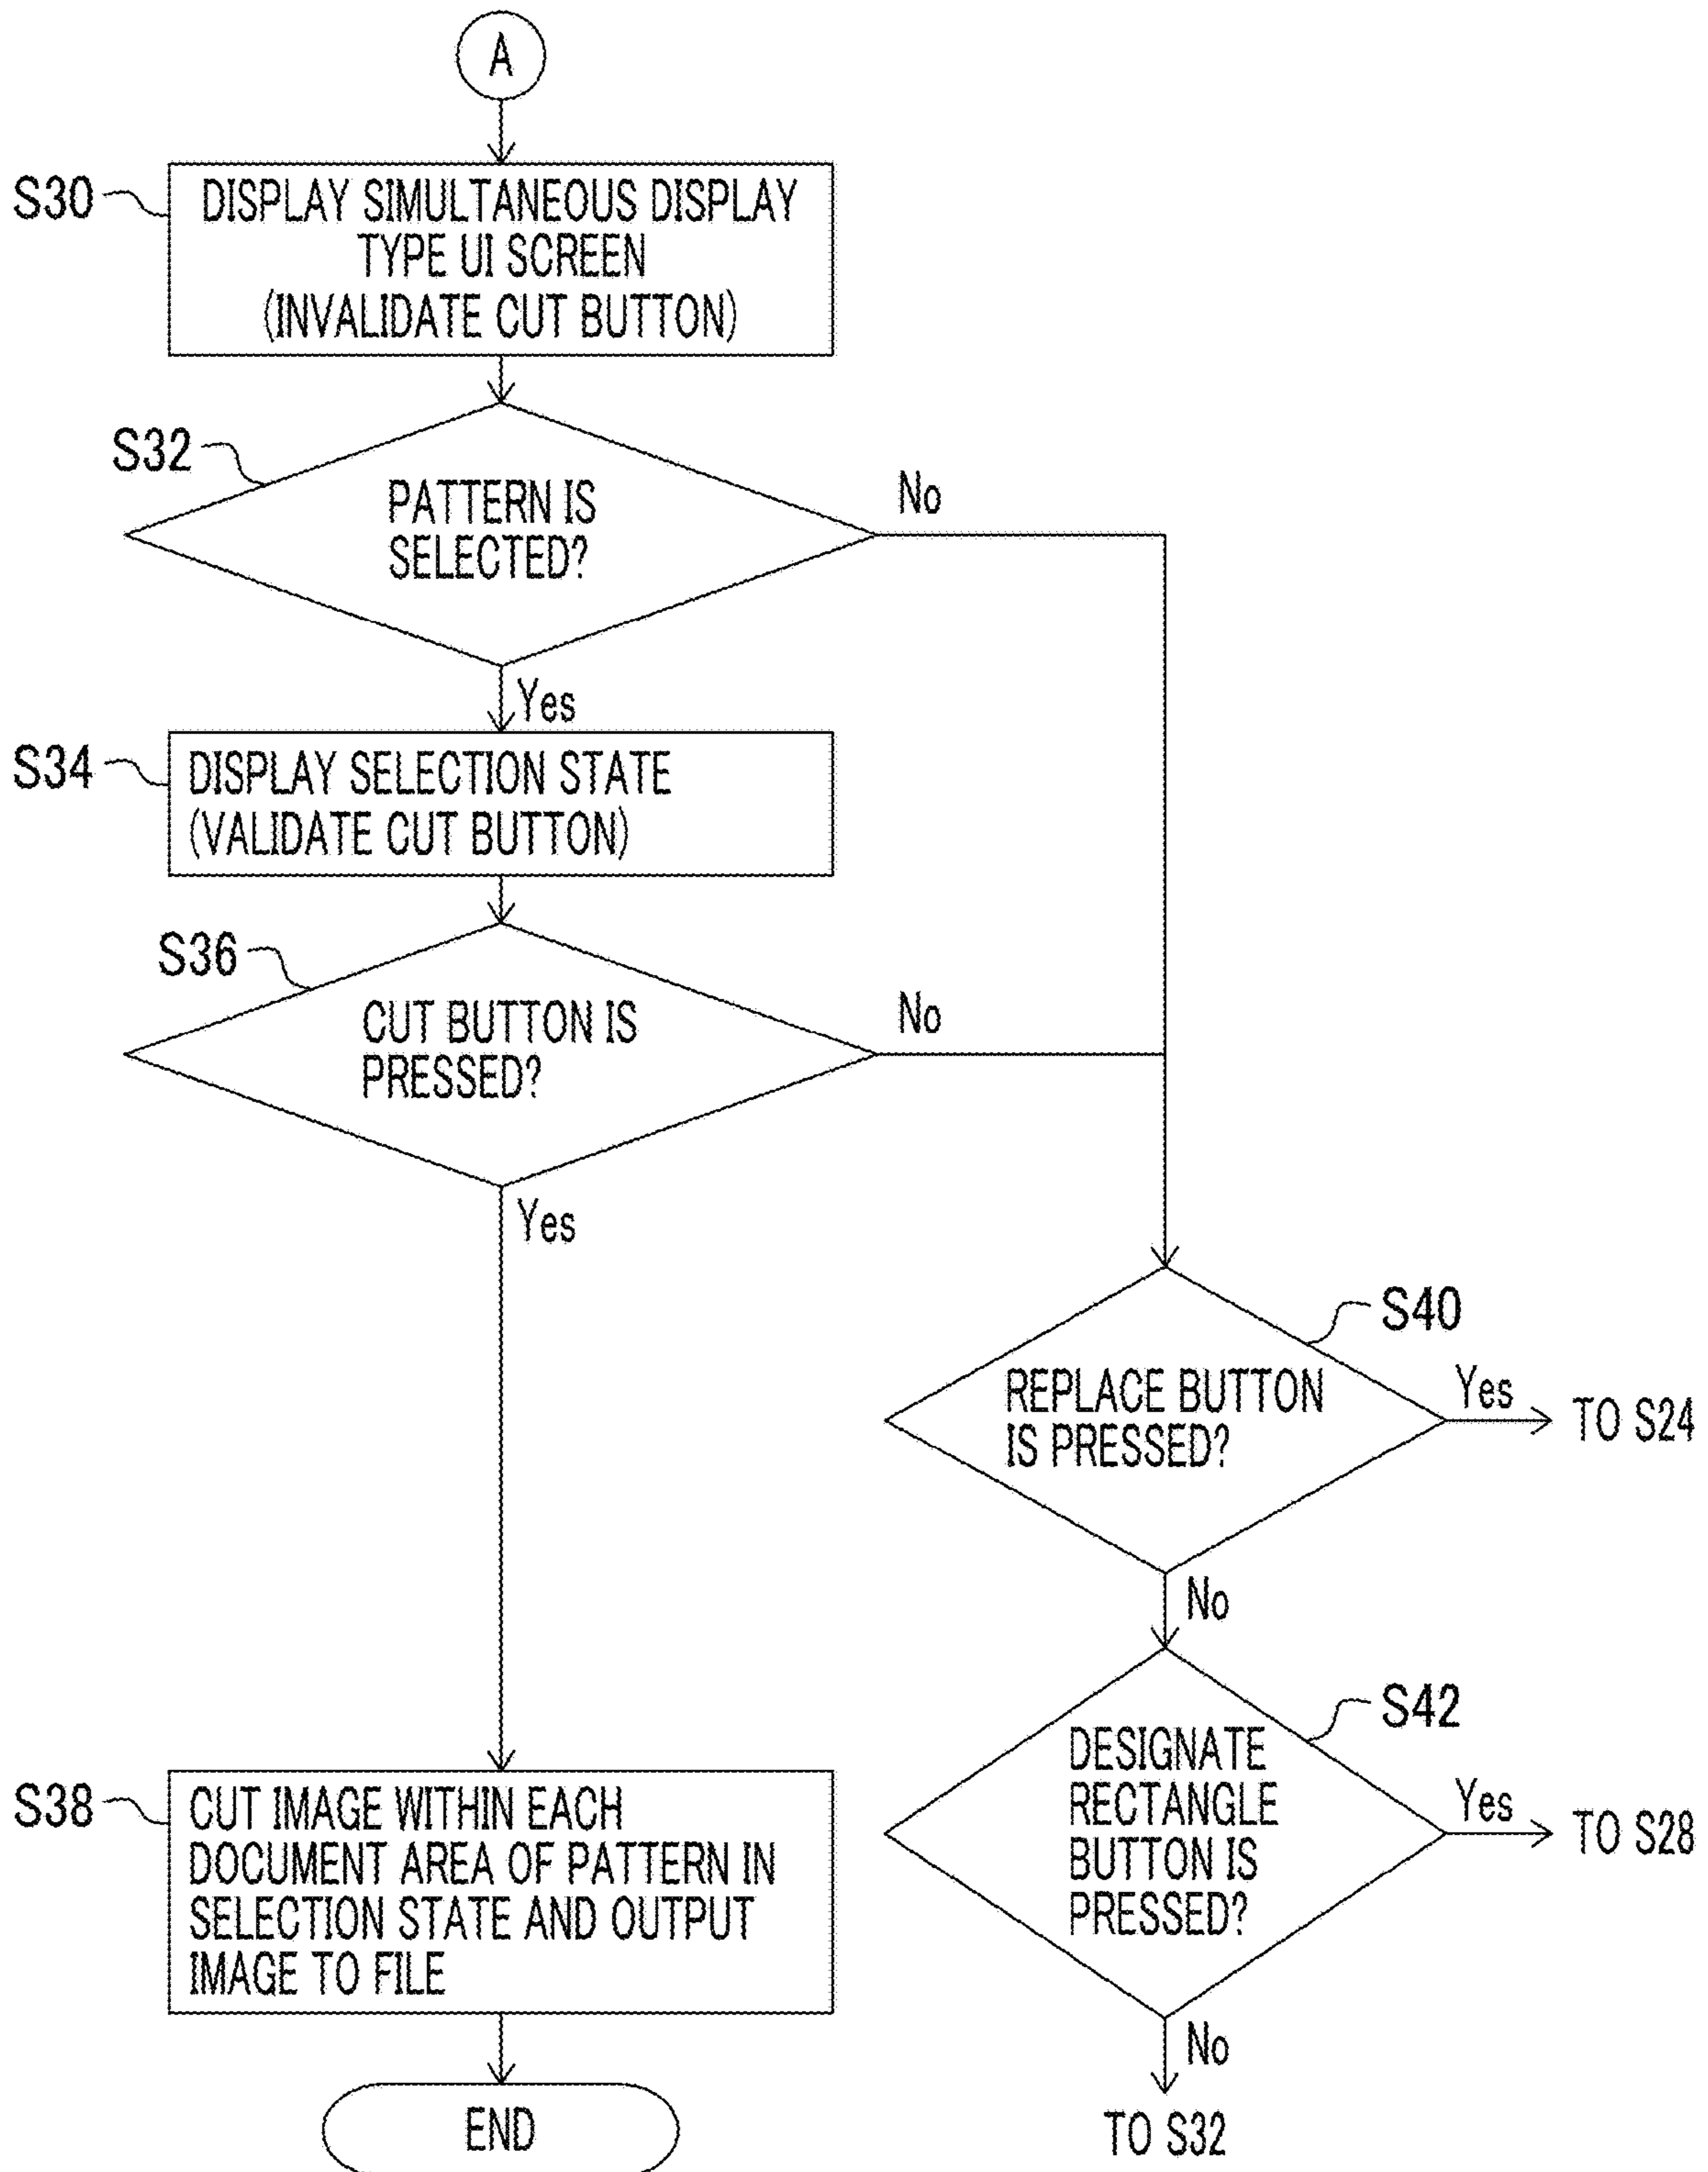 A
S30
DISPLAY SIMULTANEOUS DISPLAY
TYPE UI SCREEN
(INVALIDATE CUT BUTTON)
S32
PATTERN IS
SELECTED?
No
Yes
S34
DISPLAY SELECTION STATE
(VALIDATE CUT BUTTON)
S36
CUT BUTTON IS
PRESSED?
No
Yes
S40
REPLACE BUTTON
IS PRESSED?
Yes
TO S24
No
S42
DESIGNATE
RECTANGLE
BUTTON IS
PRESSED?
Yes
TO S28
No
TO S32
S38
CUT IMAGE WITHIN EACH
DOCUMENT AREA OF PATTERN IN
SELECTION STATE AND OUTPUT
IMAGE TO FILE
END